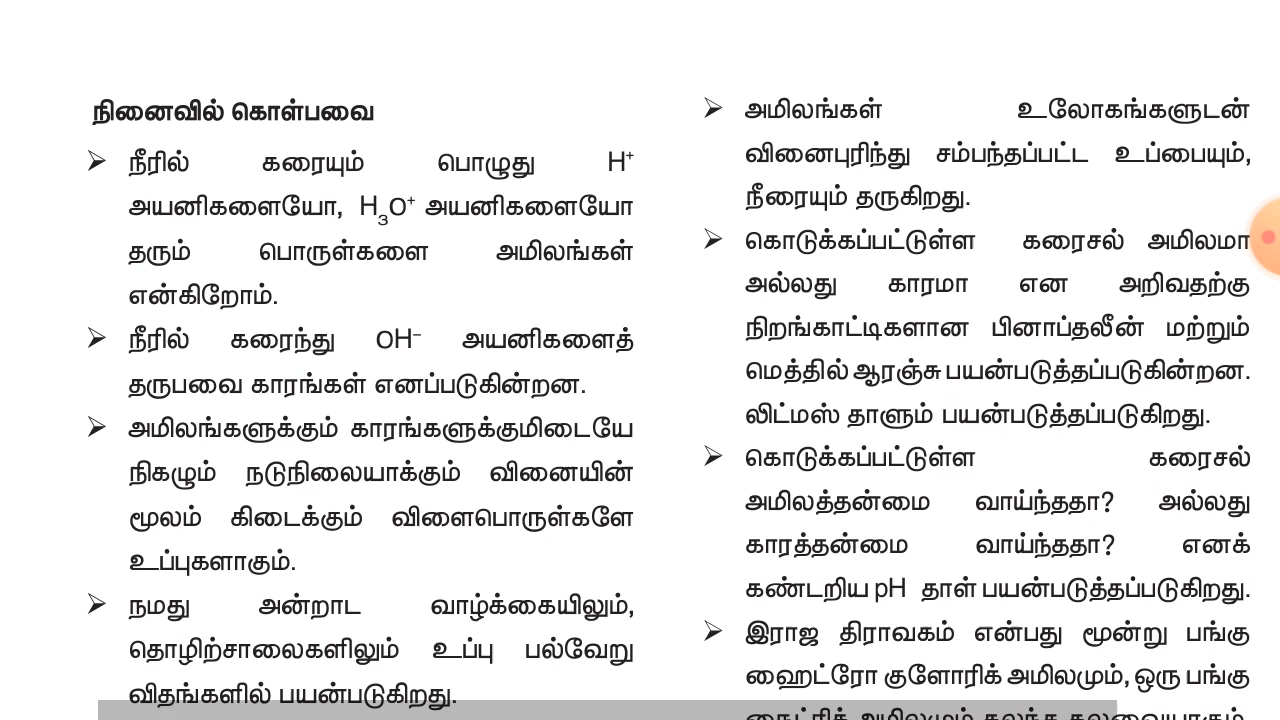 நினைவில் கொள்பவை
➢ நீரில் கரையும் பொழுது H⁺
அயனிகளையோ, H₃O⁺ அயனிகளையோ
தரும் பொருள்களை அமிலங்கள்
என்கிறோம்.
➢ நீரில் கரைந்து OH⁻ அயனிகளைத்
தருபவை காரங்கள் எனப்படுகின்றன.
➢ அமிலங்களுக்கும் காரங்களுக்குமிடையே
நிகழும் நடுநிலையாக்கும் வினையின்
மூலம் கிடைக்கும் விளைபொருள்களே
உப்புகளாகும்.
➢ நமது அன்றாட வாழ்க்கையிலும்,
தொழிற்சாலைகளிலும் உப்பு பல்வேறு
விதங்களில் பயன்படுகிறது.
➢ அமிலங்கள் உலோகங்களுடன்
வினைபுரிந்து சம்பந்தப்பட்ட உப்பையும்,
நீரையும் தருகிறது.
➢ கொடுக்கப்பட்டுள்ள கரைசல் அமிலமா
அல்லது காரமா என அறிவதற்கு
நிறங்காட்டிகளான பினாப்தலீன் மற்றும்
மெத்தில் ஆரஞ்சு பயன்படுத்தப்படுகின்றன.
லிட்மஸ் தாளும் பயன்படுத்தப்படுகிறது.
➢ கொடுக்கப்பட்டுள்ள கரைசல்
அமிலத்தன்மை வாய்ந்ததா? அல்லது
காரத்தன்மை வாய்ந்ததா? எனக்
கண்டறிய pH தாள் பயன்படுத்தப்படுகிறது.
➢ இராஜ திராவகம் என்பது மூன்று பங்கு
ஹைட்ரோ குளோரிக் அமிலமும், ஒரு பங்கு
நைட்ரிக் அமிலமும் கலந்த கலவையாகும்.